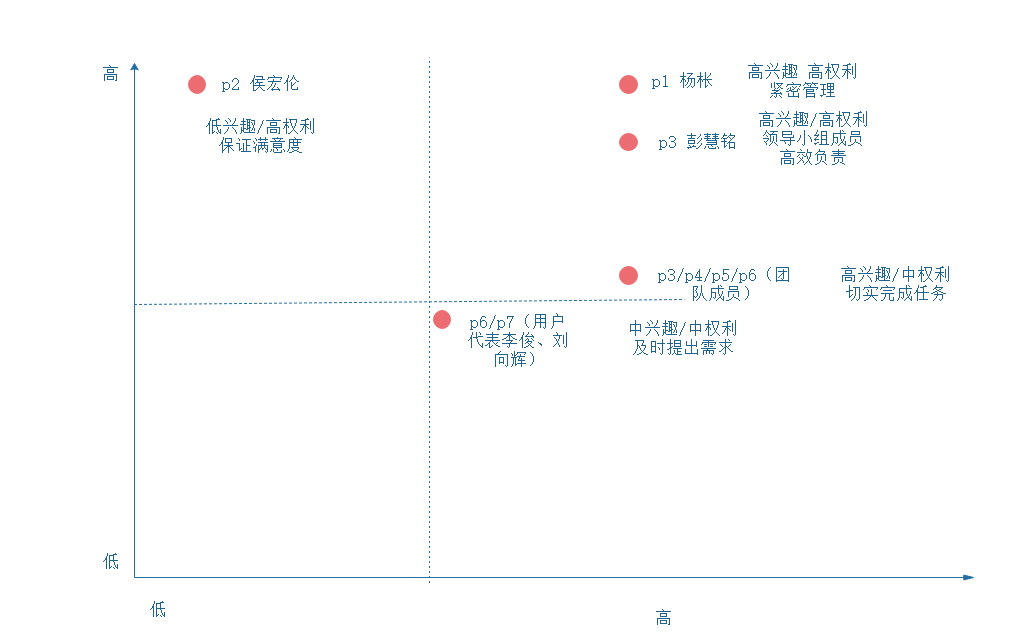 高
p2 侯宏伦
低兴趣/高权利
保证满意度
p1 杨枨
高兴趣 高权利
紧密管理
p3 彭慧铭
高兴趣/高权利
领导小组成员
高效负责
p3/p4/p5/p6（团
队成员）
高兴趣/中权利
切实完成任务
p6/p7（用户
代表李俊、刘
向辉）
中兴趣/中权利
及时提出需求
低
低
高